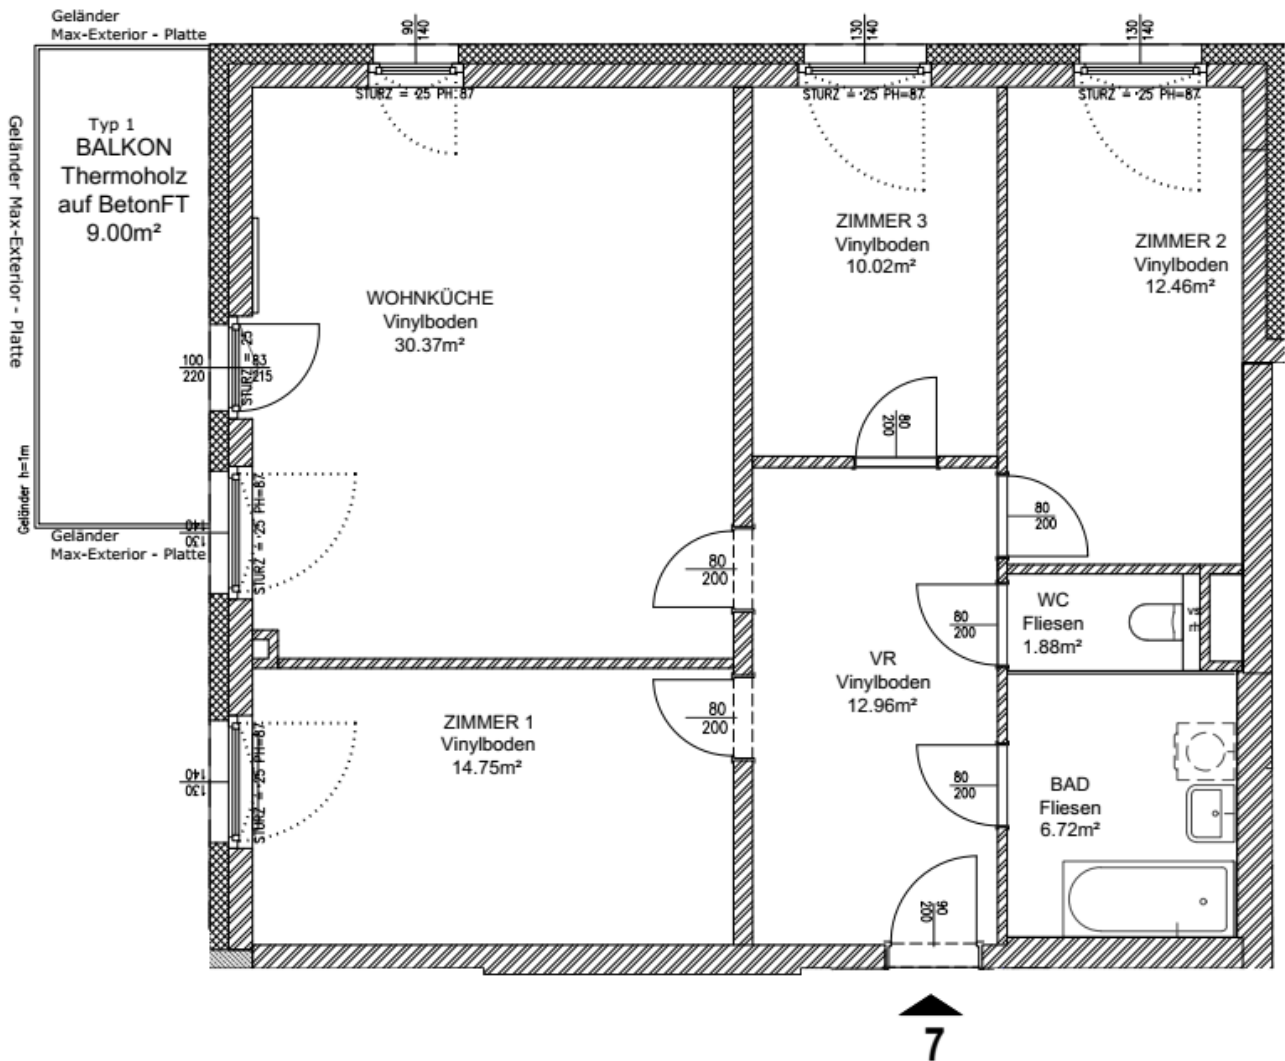 Geländer
Max-Exterior - Platte
90
140
130
140
130
140
STURZ = -25 PH=87
STURZ = -25 PH=87
STURZ = -25 PH=87
Geländer Max-Exterior - Platte
Typ 1
BALKON
Thermoholz
auf BetonFT
9.00m²
ZIMMER 3
Vinylboden
10.02m²
ZIMMER 2
Vinylboden
12.46m²
WOHNKÜCHE
Vinylboden
30.37m²
100
220
83
215
STURZ = 25
80
200
Geländer h=1m
140
130
STURZ = -25 PH=87
Geländer
Max-Exterior - Platte
80
200
80
200
WC
Fliesen
1.88m²
vs
rh
80
200
VR
Vinylboden
12.96m²
80
200
ZIMMER 1
Vinylboden
14.75m²
140
130
STURZ = -25 PH=87
80
200
BAD
Fliesen
6.72m²
90
200
7